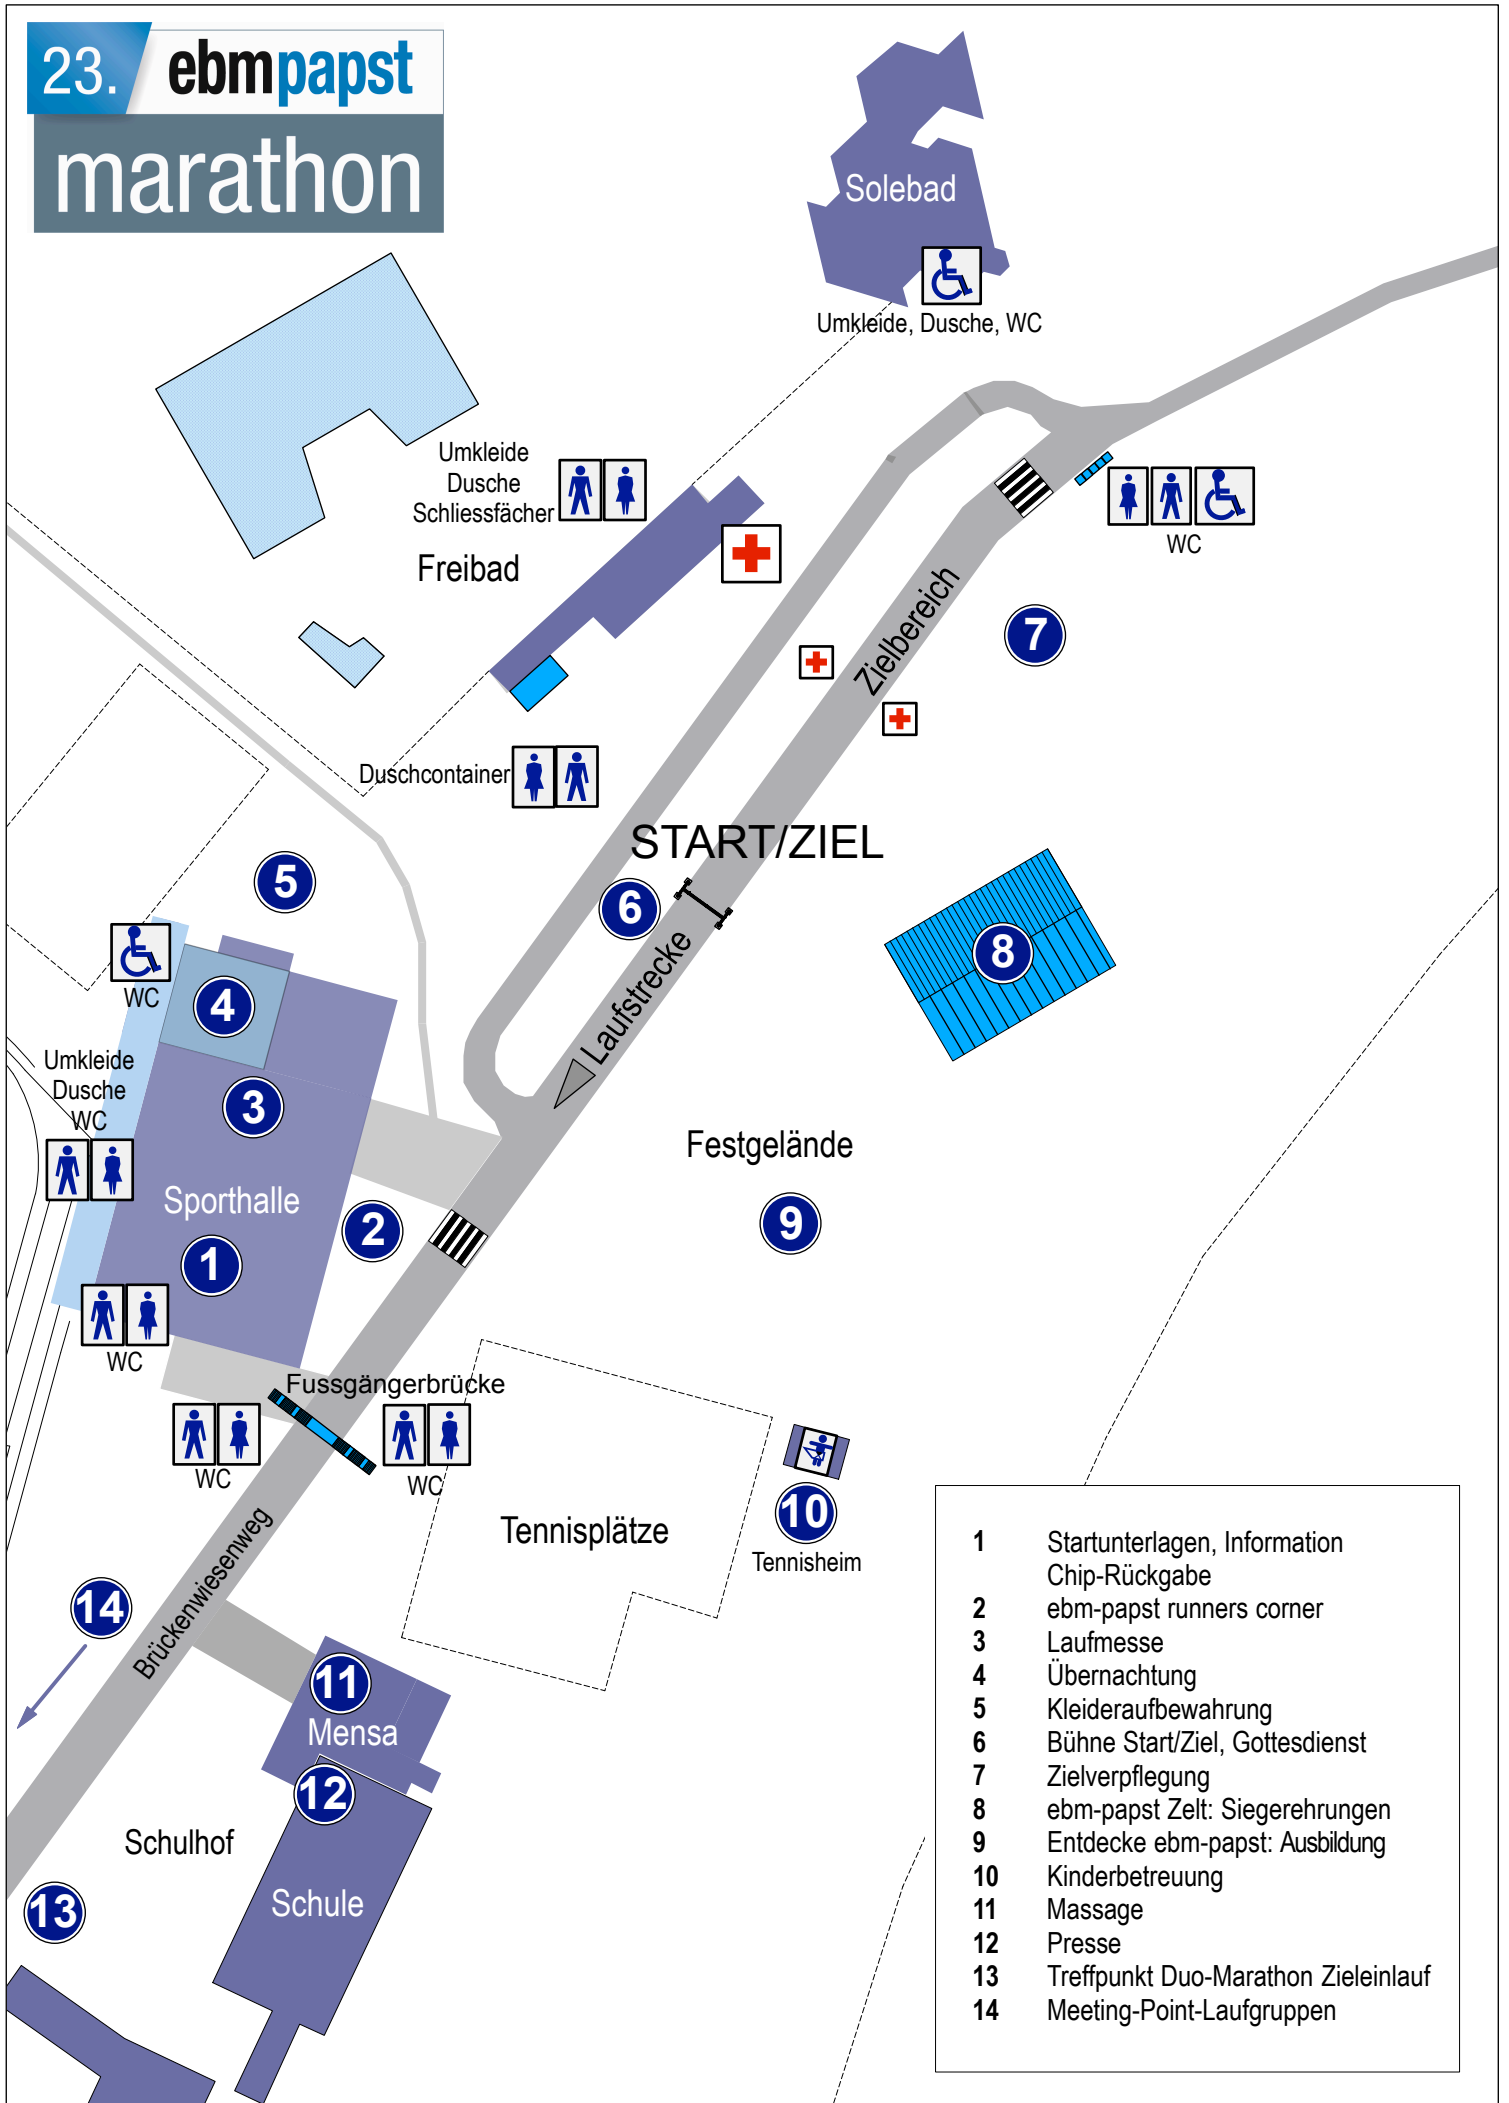 23. ebmpapst
marathon
Solebad
Umkleide, Dusche, WC
Umkleide
Dusche
Schliessfächer
Freibad
WC
Zielbereich
7
Duschcontainer
START/ZIEL
5
6
8
Laufstrecke
WC
4
Umkleide
Dusche
WC
3
Festgelände
Sporthalle
2
9
1
WC
Fussgängerbrücke
WC
WC
Tennisplätze
10
Tennisheim
Brückenwiesenweg
14
11
Mensa
12
Schulhof
Schule
13
1 Startunterlagen, Information
Chip-Rückgabe
2 ebm-papst runners corner
3 Laufmesse
4 Übernachtung
5 Kleideraufbewahrung
6 Bühne Start/Ziel, Gottesdienst
7 Zielverpflegung
8 ebm-papst Zelt: Siegerehrungen
9 Entdecke ebm-papst: Ausbildung
10 Kinderbetreuung
11 Massage
12 Presse
13 Treffpunkt Duo-Marathon Zieleinlauf
14 Meeting-Point-Laufgruppen